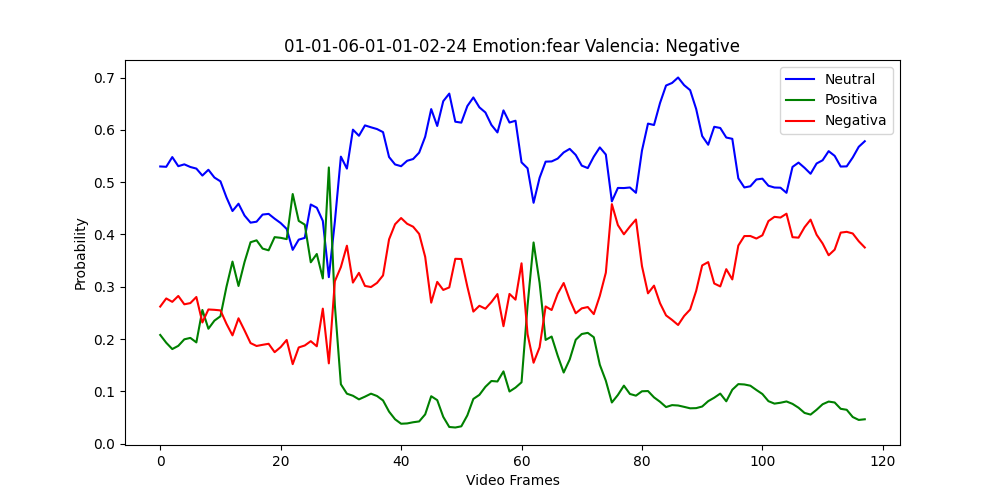 01-01-06-01-01-02-24 Emotion:fear Valencia: Negative
Neutral
Positiva
Negativa
Probability
0.7
0.6
0.5
0.4
0.3
0.2
0.1
0.0
0 20 40 60 80 100 120
Video Frames